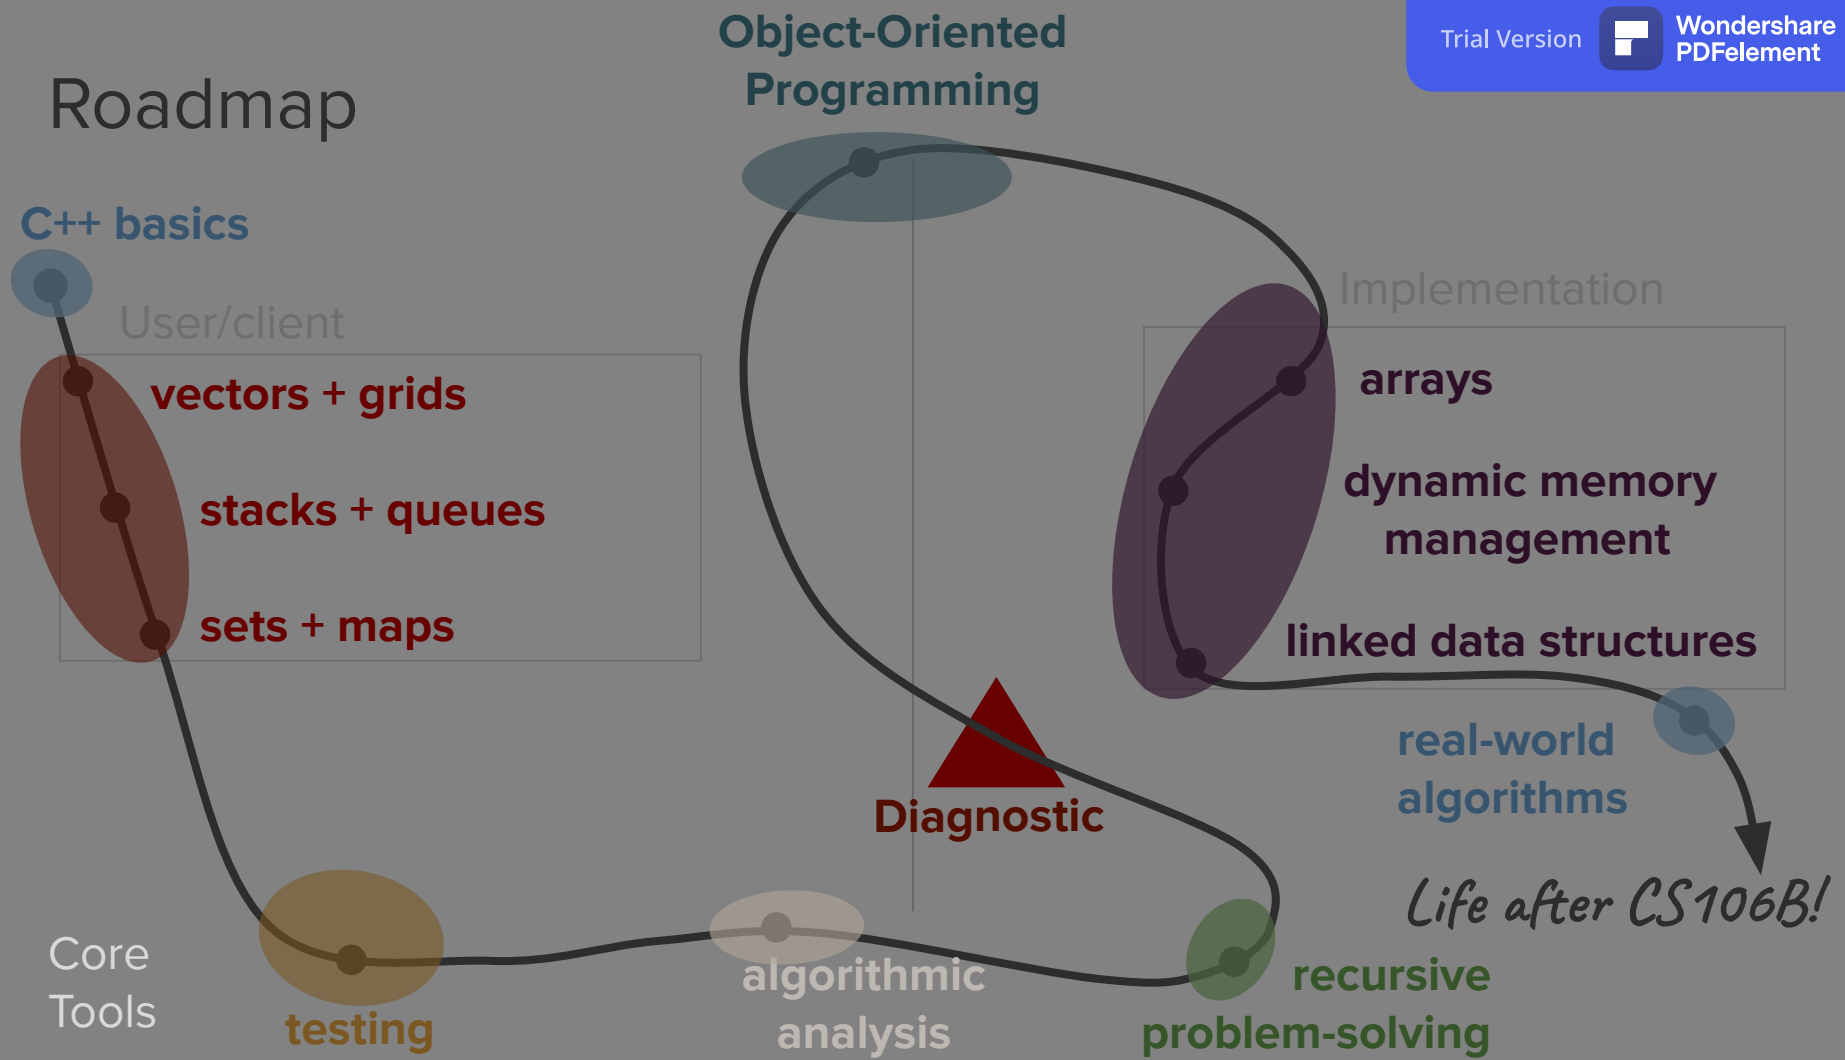 Object-Oriented
Programming
Trial Version
Wondershare
PDFelement
Roadmap
C++ basics
User/client
vectors + grids
stacks + queues
sets + maps
Implementation
arrays
dynamic memory
management
linked data structures
Diagnostic
real-world
algorithms
Life after CS106B!
Core
Tools
testing
algorithmic
analysis
recursive
problem-solving